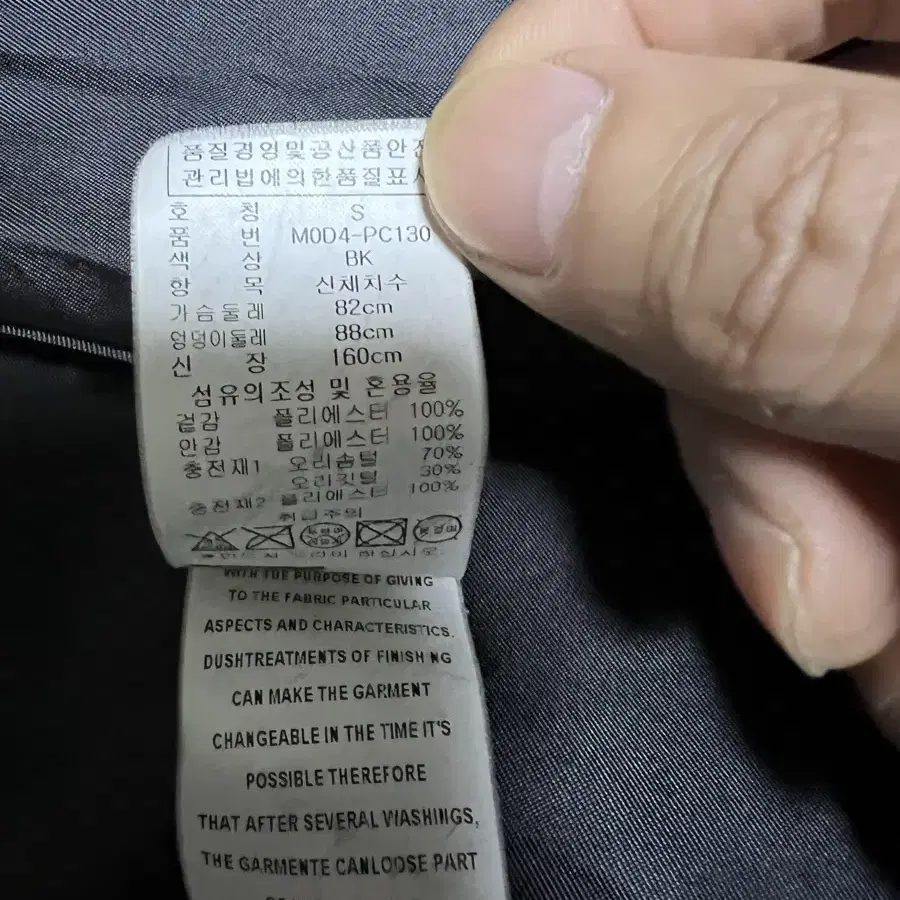 품질경영및공산품안전
관리법에의한품질표시
호 칭 S
품 번 M0D4-PC130
색 상 BK
항 목 신체치수
가슴둘레 82cm
엉덩이둘레 88cm
신 장 160cm
섬유의조성 및 혼용율
겉감 폴리에스터 100%
안감 폴리에스터 100%
충전재1 오리솜털 70%
오리깃털 30%
충전재2 폴리에스터 100%
취급주의
WITH THE PURPOSE OF GIVING
TO THE FABRIC PARTICULAR
ASPECTS AND CHARACTERISTICS.
DUSHTREATMENTS OF FINISHING
CAN MAKE THE GARMENT
CHANGEABLE IN THE TIME IT'S
POSSIBLE THEREFORE
THAT AFTER SEVERAL WASHINGS,
THE GARMENTE CANLOOSE PART